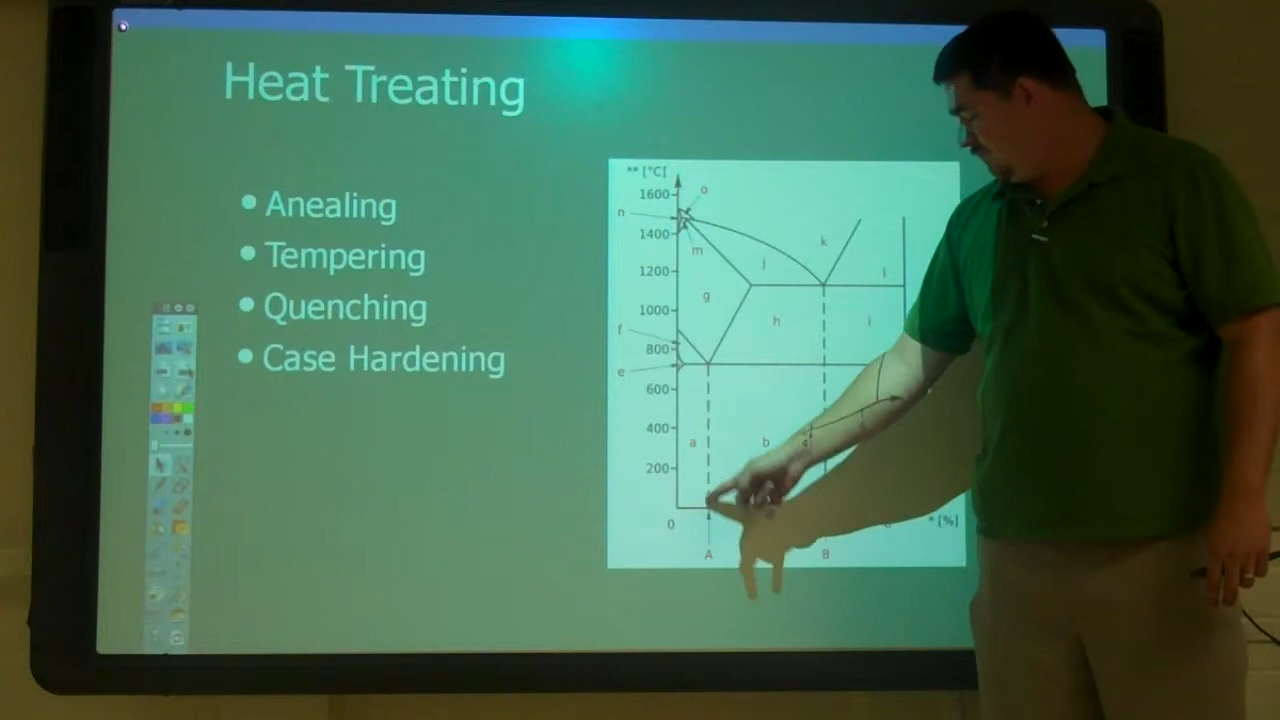 Heat Treating
• Anealing
• Tempering
• Quenching
• Case Hardening
** [°C]
1600
o
n
1400
k
m
j
1200
l
g
1000
h
i
f
800
e
600
400
a
b
200
0
* [%]
A
B